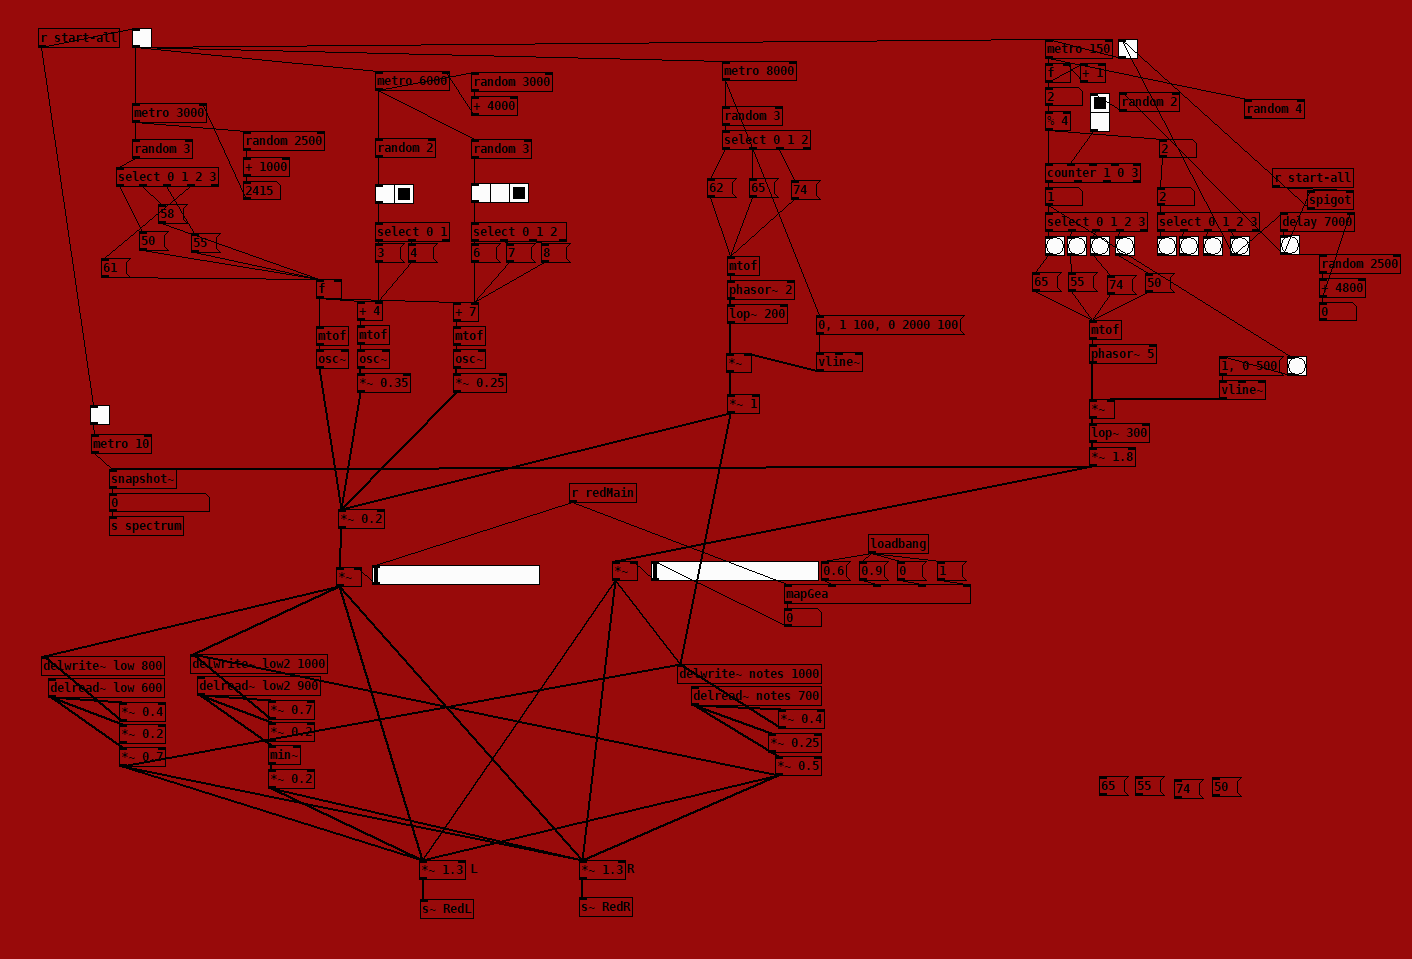 r start-all
metro 3000
random 3
select 0 1 2 3
58
50
55
61
random 2500
+ 1000
2415
metro 6000
random 3000
+ 4000
random 2
random 3
select 0 1
select 0 1 2
3
4
6
7
8
f
+ 4
+ 7
mtof
mtof
mtof
osc~
osc~
osc~
*~ 0.35
*~ 0.25
metro 8000
random 3
select 0 1 2
62
65
74
mtof
phasor~ 2
lop~ 200
0, 1 100, 0 2000 100
*~
vline~
*~ 1
metro 150
f
+ 1
2
random 2
random 4
% 4
2
counter 1 0 3
1
2
r start-all
spigot
select 0 1 2 3
select 0 1 2 3
delay 7000
random 2500
+ 4800
0
65
55
74
50
mtof
phasor~ 5
1, 0 500
vline~
*~
lop~ 300
*~ 1.8
metro 10
snapshot~
0
s spectrum
*~ 0.2
r redMain
*~
*~
loadbang
0.6
0.9
0
1
mapGea
0
delwrite~ low 800
delread~ low 600
*~ 0.4
*~ 0.2
*~ 0.7
delwrite~ low2 1000
delread~ low2 900
*~ 0.7
*~ 0.2
min~
*~ 0.2
delwrite~ notes 1000
delread~ notes 700
*~ 0.4
*~ 0.25
*~ 0.5
65
55
74
50
*~ 1.3 L
*~ 1.3 R
s~ RedL
s~ RedR